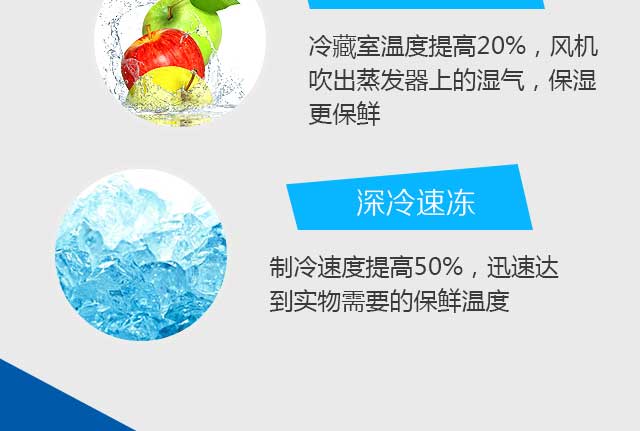 冷藏室温度提高20%，风机
吹出蒸发器上的湿气，保湿
更保鲜
深冷速冻
制冷速度提高50%，迅速达
到实物需要的保鲜温度